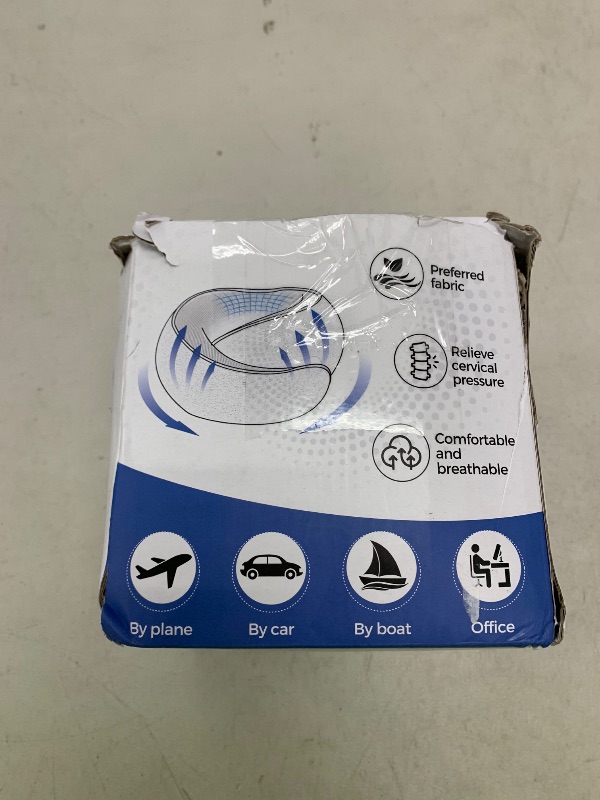 Preferred
fabric
Relieve
cervical
pressure
Comfortable
and
breathable
By plane
By car
By boat
Office